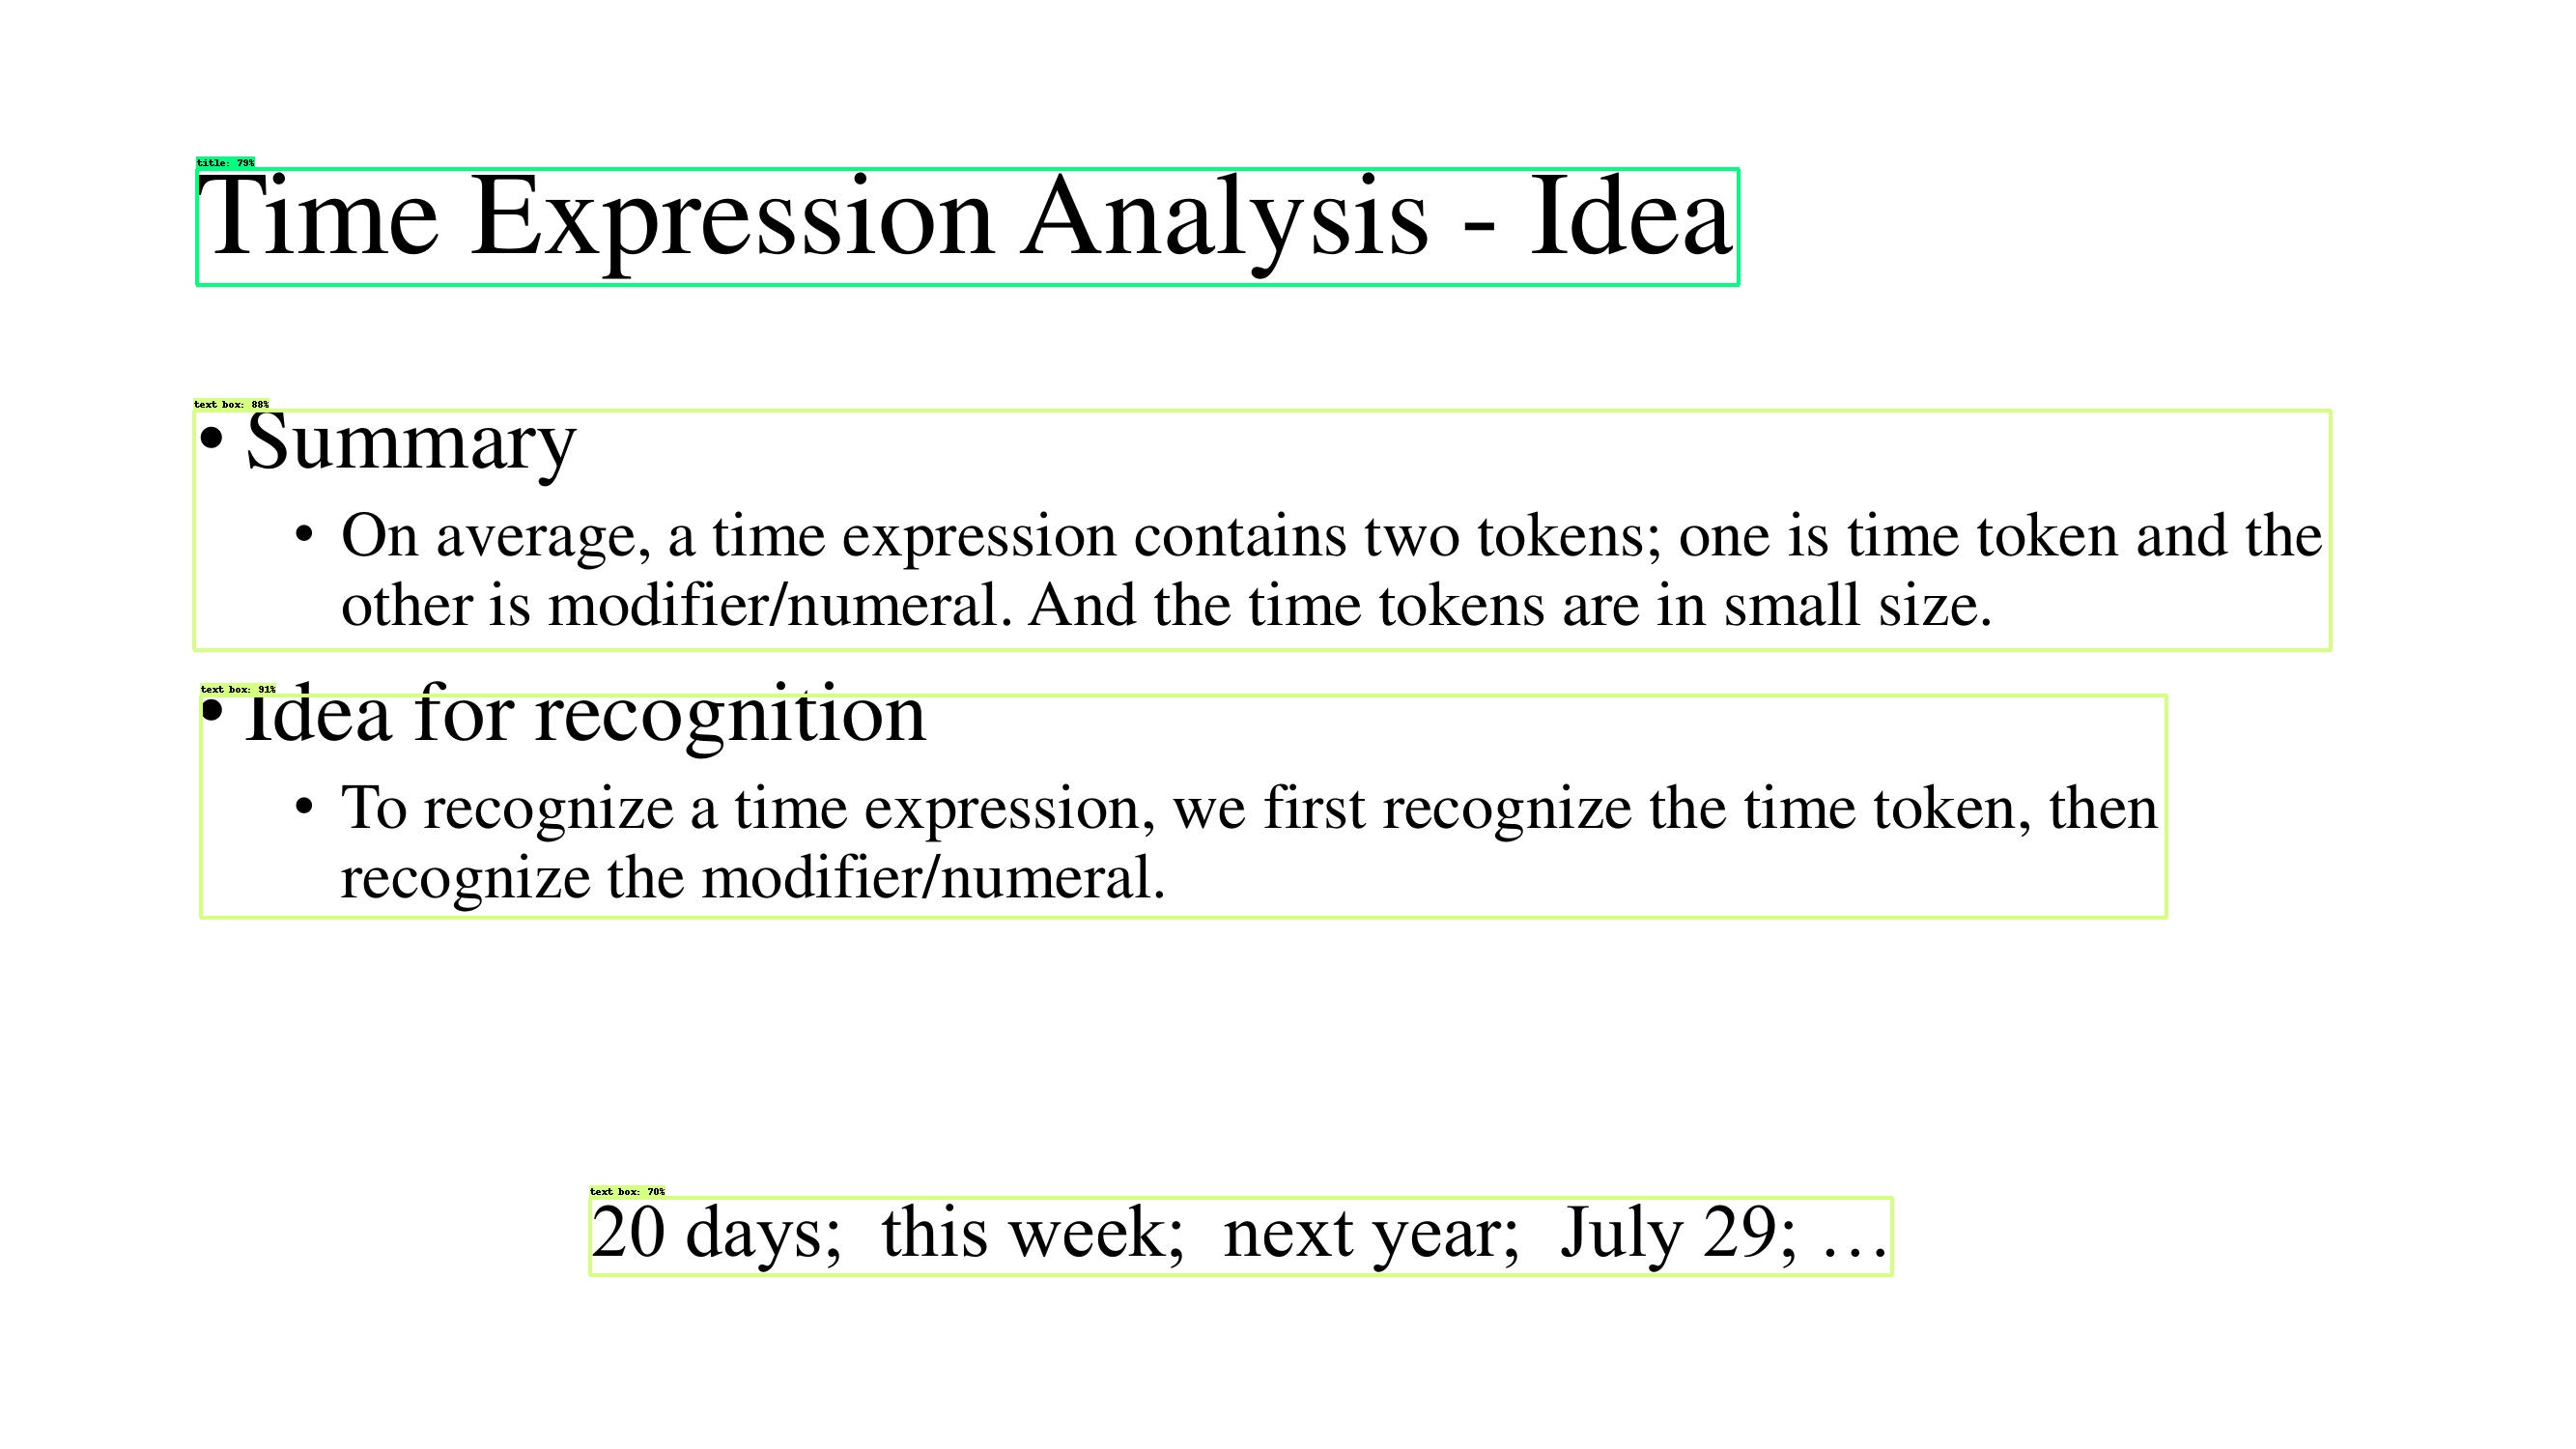 title: 79%
Time Expression Analysis - Idea
text box: 88%
• Summary
• On average, a time expression contains two tokens; one is time token and the
other is modifier/numeral. And the time tokens are in small size.
text box: 91%
• Idea for recognition
• To recognize a time expression, we first recognize the time token, then
recognize the modifier/numeral.
text box: 70%
20 days;  this week;  next year;  July 29; …